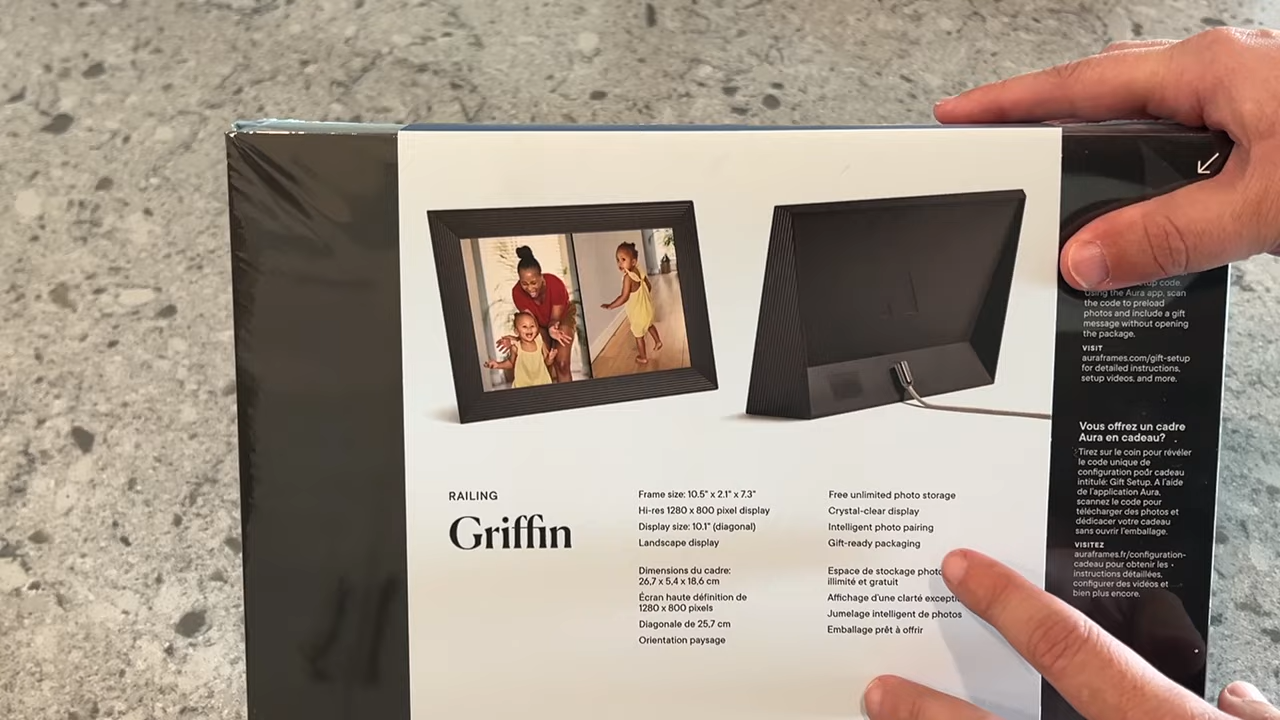 RAILING
Griffin
Frame size: 10.5" x 2.1" x 7.3"
Hi-res 1280 x 800 pixel display
Display size: 10.1" (diagonal)
Landscape display
Dimensions du cadre:
26,7 x 5,4 x 18,6 cm
Écran haute définition de
1280 x 800 pixels
Diagonale de 25,7 cm
Orientation paysage
Free unlimited photo storage
Crystal-clear display
Intelligent photo pairing
Gift-ready packaging
Espace de stockage photo
illimité et gratuit
Affichage d'une clarté
Jumelage intelligent de photos
Emballage prêt à offrir
code.
Using the Aura app, scan
the code to preload
photos and include a gift
message without opening
the package.
VISIT
auraframes.com/gift-setup
for detailed instructions,
setup videos, and more.
Vous offrez un cadre
Aura en cadeau?
Tirez sur le coin pour révéler
le code unique de
configuration pour cadeau
intitulé: Gift Setup. A l'aide
de l'application Aura,
scannez le code pour
télécharger des photos et
dédicacer votre cadeau
sans ouvrir l'emballage.
VISITEZ
auraframes.fr/configuration-
cadeau pour obtenir les
instructions détaillées,
configurer des vidéos et
bien plus encore.